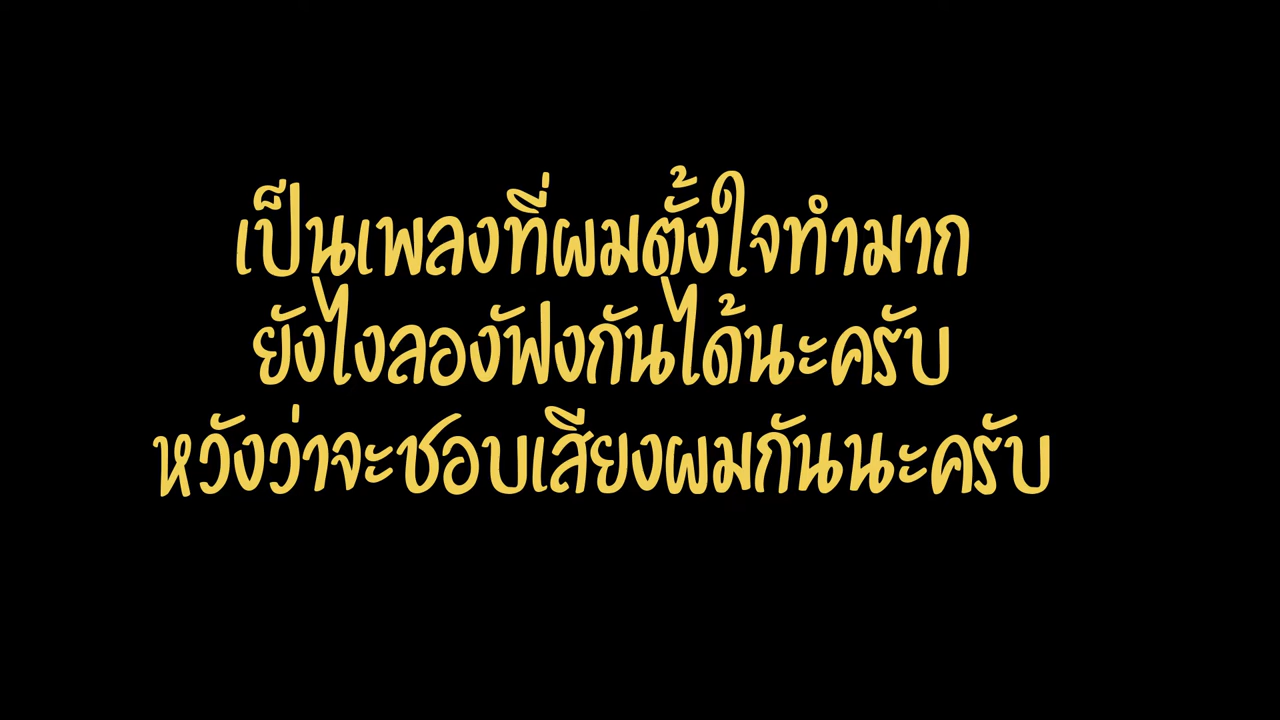 เป็นเพลงที่ผมตั้งใจทำมาก
ยังไงลองฟังกันได้นะครับ
หวังว่าจะชอบเสียงผมกันนะครับ